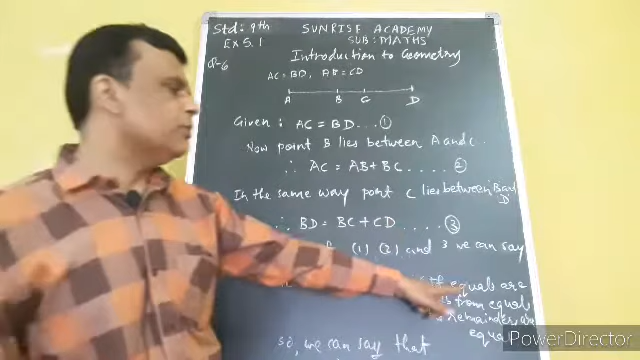 Std: 9th SUNRISE ACADEMY
Ex 5.1 SUB: MATHS
Introduction to Geometry
Q-6
AC = BD, AB = CD
A B C D
Given: AC = BD ... ①
Now point B lies between A and C.
∴ AC = AB + BC .... ②
In the same way point C lies between B and D
∴ BD = BC + CD .... ③
(1) (2) and 3 we can say
If equals are
from equals
Remainders are
equal
so, we can say that
PowerDirector